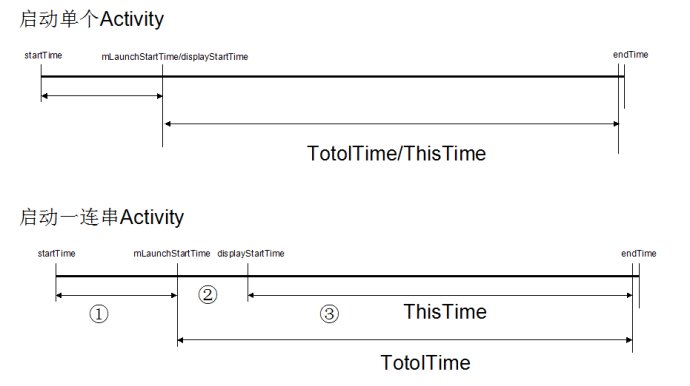 启动单个Activity
startTime mLaunchStartTime/displayStartTime endTime
TotolTime/ThisTime
启动一连串Activity
startTime mLaunchStartTime displayStartTime endTime
① ② ③ ThisTime
TotolTime